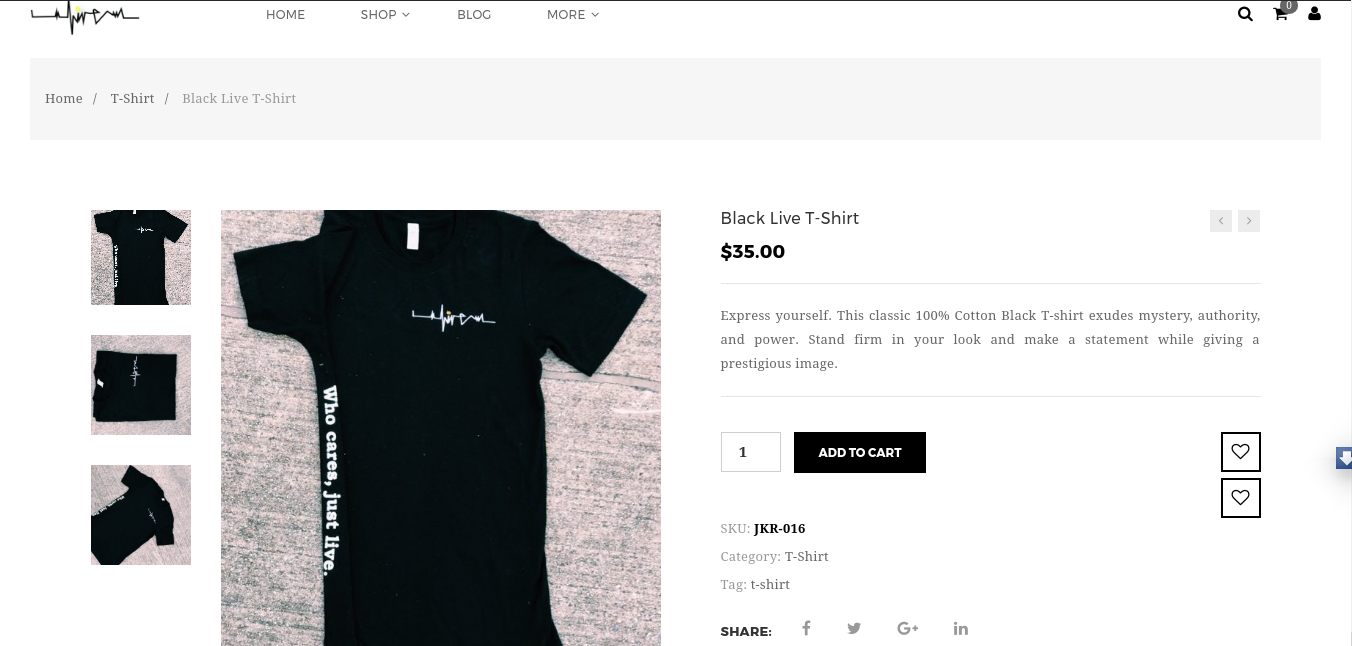 HOME SHOP BLOG MORE
0
Home / T-Shirt / Black Live T-Shirt
Black Live T-Shirt
$35.00
Express yourself. This classic 100% Cotton Black T-shirt exudes mystery, authority,
and power. Stand firm in your look and make a statement while giving a
prestigious image.
Who cares, just live.
1 ADD TO CART
SKU: JKR-016
Category: T-Shirt
Tag: t-shirt
SHARE: